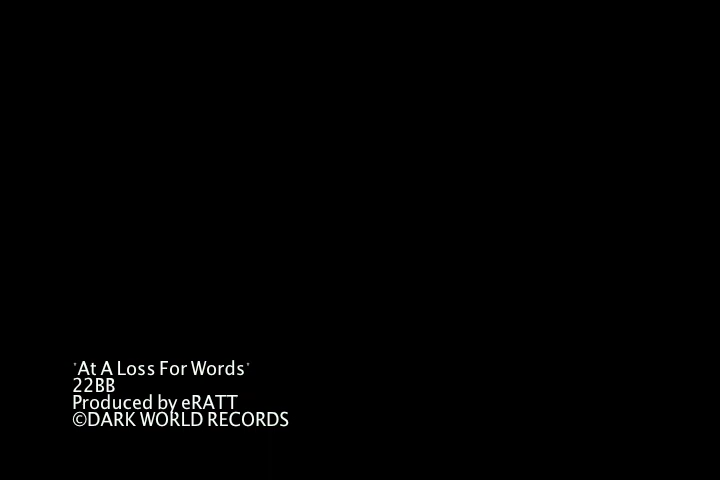 'At A Loss For Words'
22BB
Produced by eRATT
©DARK WORLD RECORDS